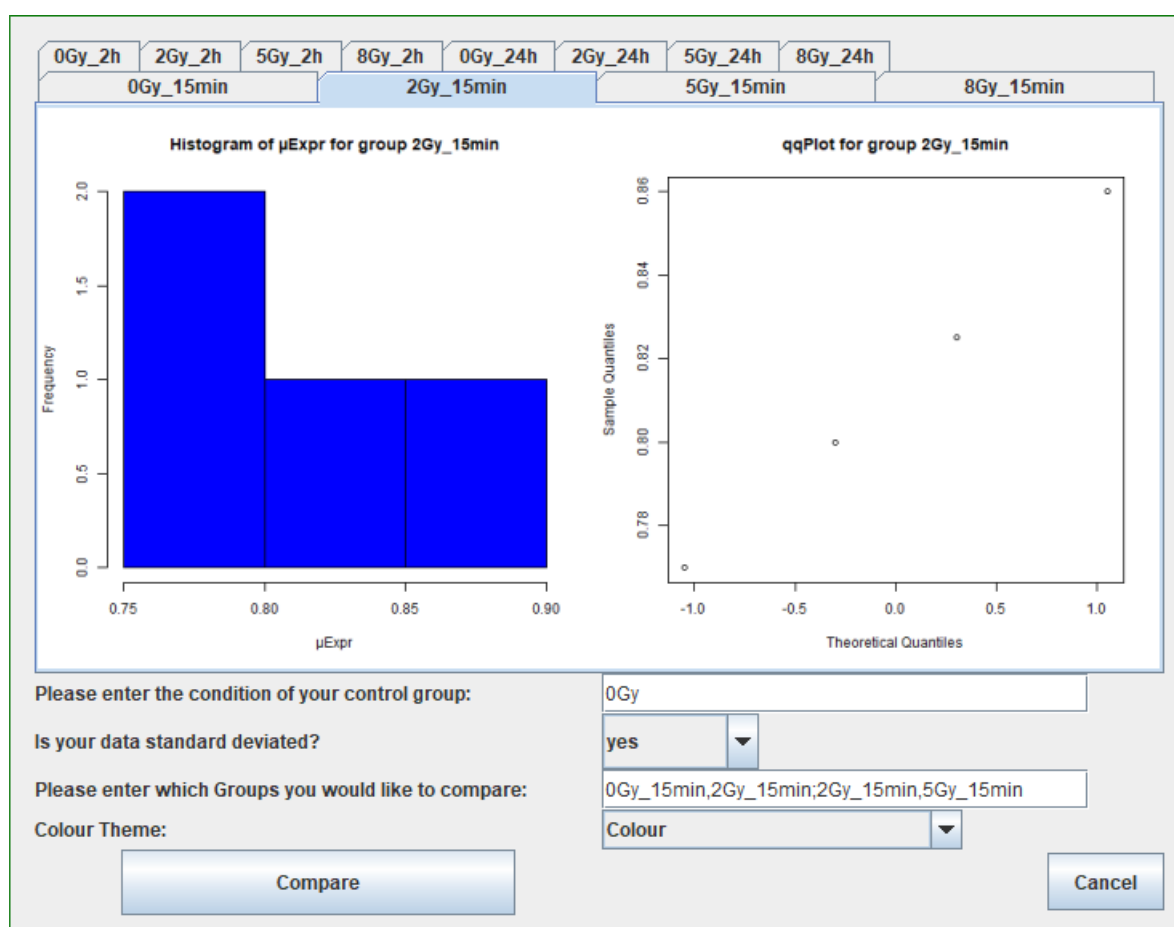 0Gy_2h 2Gy_2h 5Gy_2h 8Gy_2h 0Gy_24h 2Gy_24h 5Gy_24h 8Gy_24h
0Gy_15min 2Gy_15min 5Gy_15min 8Gy_15min
Histogram of µExpr for group 2Gy_15min
2.0
1.5
1.0
0.5
0.0
Frequency
0.75 0.80 0.85 0.90
µExpr
qqPlot for group 2Gy_15min
0.86
0.84
0.82
0.80
0.78
Sample Quantiles
-1.0 -0.5 0.0 0.5 1.0
Theoretical Quantiles
Please enter the condition of your control group: 0Gy
Is your data standard deviated? yes
Please enter which Groups you would like to compare: 0Gy_15min,2Gy_15min;2Gy_15min,5Gy_15min
Colour Theme: Colour
Compare Cancel